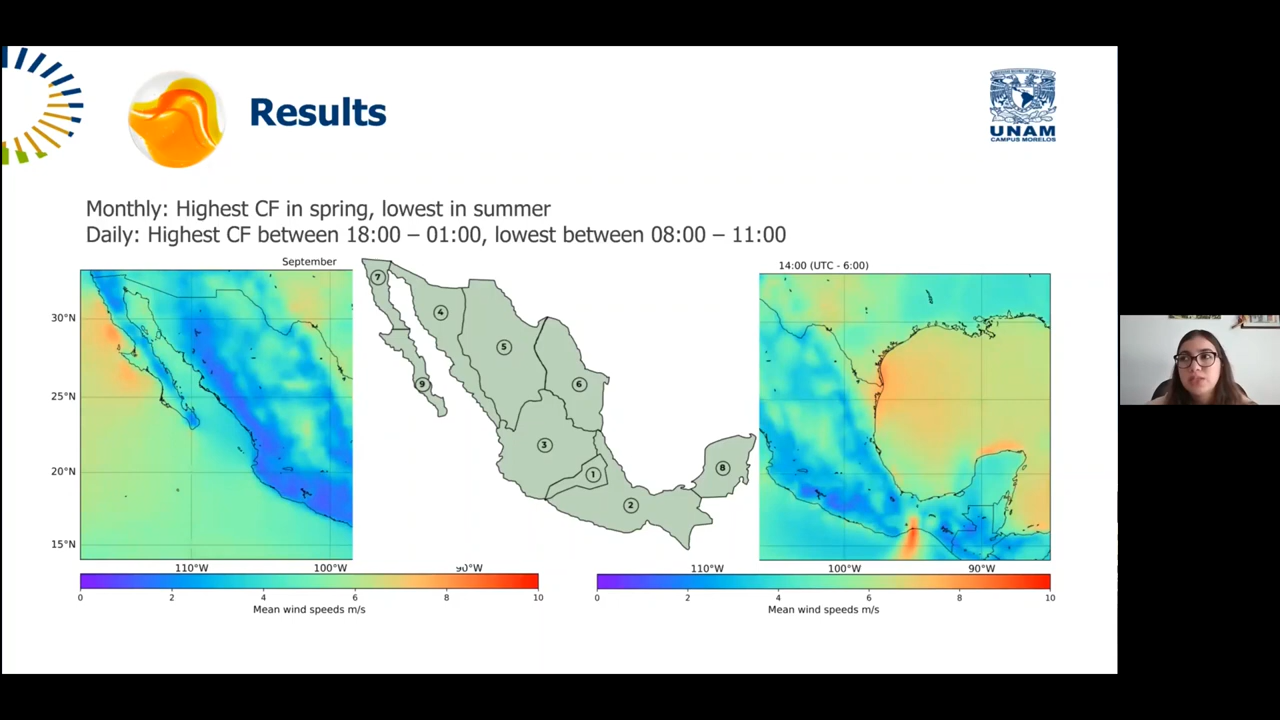 Results
UNAM
CAMPUS MORELOS
Monthly: Highest CF in spring, lowest in summer
Daily: Highest CF between 18:00 – 01:00, lowest between 08:00 – 11:00
September
14:00 (UTC - 6:00)
30°N
25°N
20°N
15°N
110°W
100°W
90°W
7
4
5
9
6
3
1
8
2
110°W
100°W
90°W
0 2 4 6 8 10
Mean wind speeds m/s
0 2 4 6 8 10
Mean wind speeds m/s